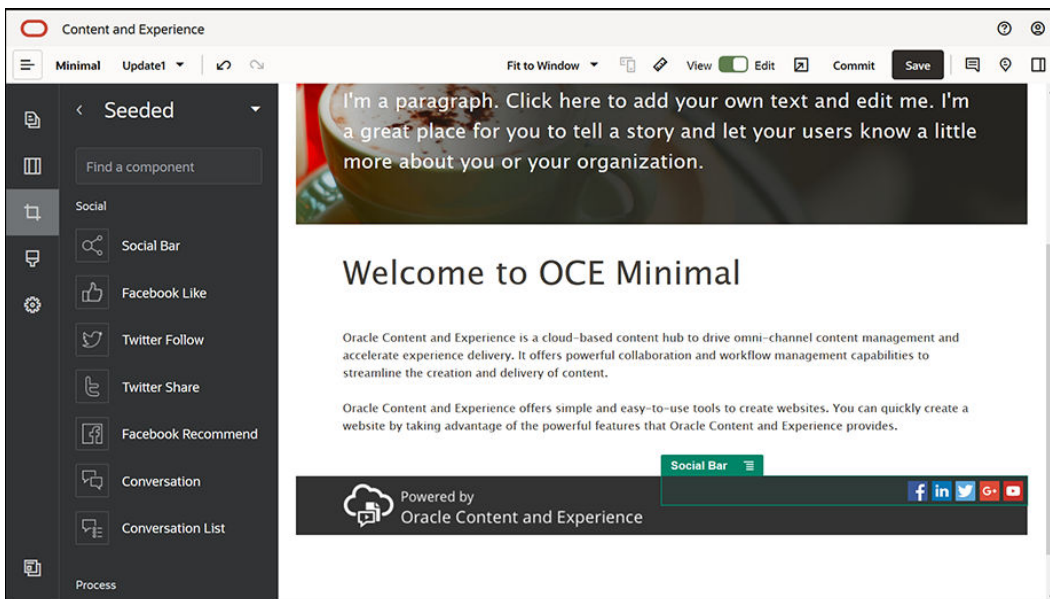 Content and Experience
Minimal
Update1
Fit to Window
View
Edit
Commit
Save
Seeded
Find a component
Social
Social Bar
Facebook Like
Twitter Follow
Twitter Share
Facebook Recommend
Conversation
Conversation List
Process
I'm a paragraph. Click here to add your own text and edit me. I'm
a great place for you to tell a story and let your users know a little
more about you or your organization.
Welcome to OCE Minimal
Oracle Content and Experience is a cloud-based content hub to drive omni-channel content management and
accelerate experience delivery. It offers powerful collaboration and workflow management capabilities to
streamline the creation and delivery of content.
Oracle Content and Experience offers simple and easy-to-use tools to create websites. You can quickly create a
website by taking advantage of the powerful features that Oracle Content and Experience provides.
Social Bar
f in G+
Powered by
Oracle Content and Experience